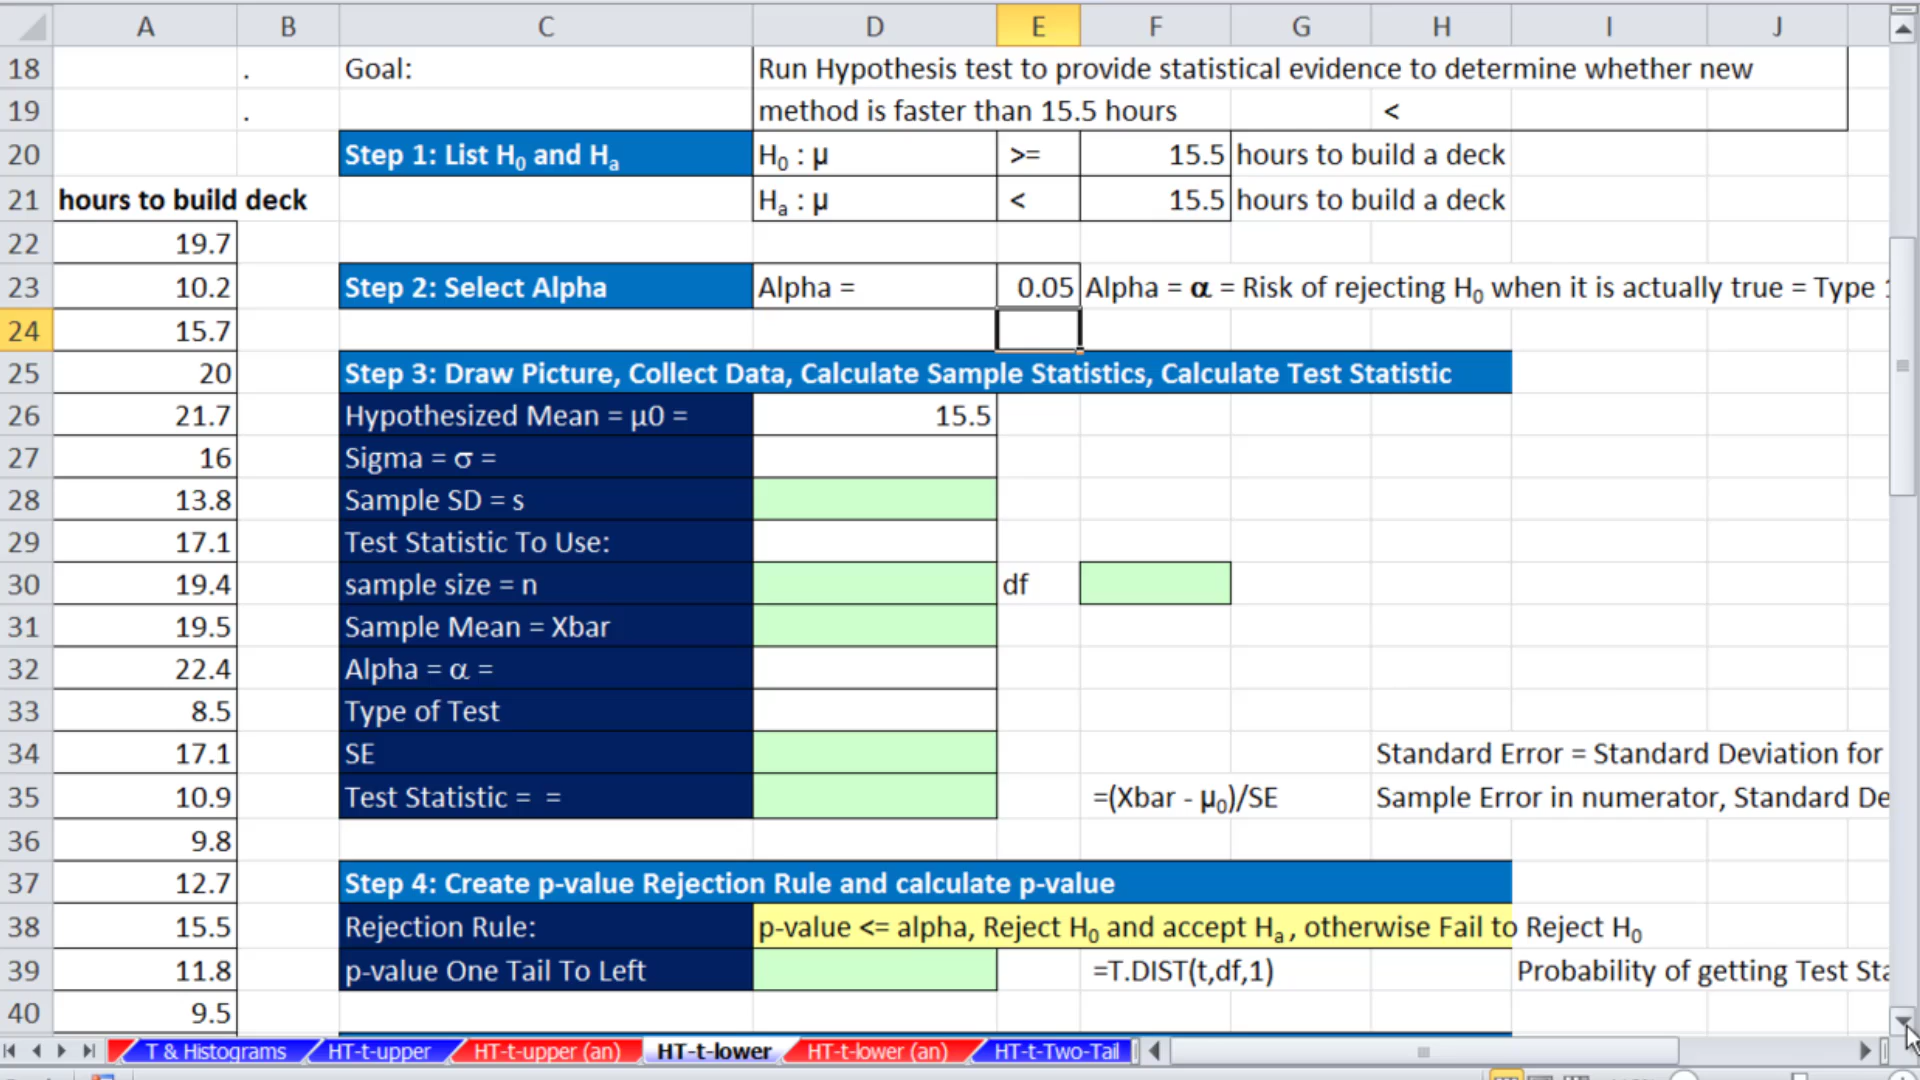 A B C D E F G H I J
18 . Goal: Run Hypothesis test to provide statistical evidence to determine whether new
19 . method is faster than 15.5 hours <
20 Step 1: List H₀ and Hₐ H₀ : µ >= 15.5 hours to build a deck
21 hours to build deck Hₐ : µ < 15.5 hours to build a deck
22 19.7
23 10.2 Step 2: Select Alpha Alpha = 0.05 Alpha = α = Risk of rejecting H₀ when it is actually true = Type
24 15.7
25 20 Step 3: Draw Picture, Collect Data, Calculate Sample Statistics, Calculate Test Statistic
26 21.7 Hypothesized Mean = µ0 = 15.5
27 16 Sigma = σ =
28 13.8 Sample SD = s
29 17.1 Test Statistic To Use:
30 19.4 sample size = n df
31 19.5 Sample Mean = Xbar
32 22.4 Alpha = α =
33 8.5 Type of Test
34 17.1 SE Standard Error = Standard Deviation for
35 10.9 Test Statistic = = =(Xbar - µ₀)/SE Sample Error in numerator, Standard De
36 9.8
37 12.7 Step 4: Create p-value Rejection Rule and calculate p-value
38 15.5 Rejection Rule: p-value <= alpha, Reject H₀ and accept Hₐ , otherwise Fail to Reject H₀
39 11.8 p-value One Tail To Left =T.DIST(t,df,1) Probability of getting Test Sta
40 9.5
T & Histograms HT-t-upper HT-t-upper (an) HT-t-lower HT-t-lower (an) HT-t-Two-Tail